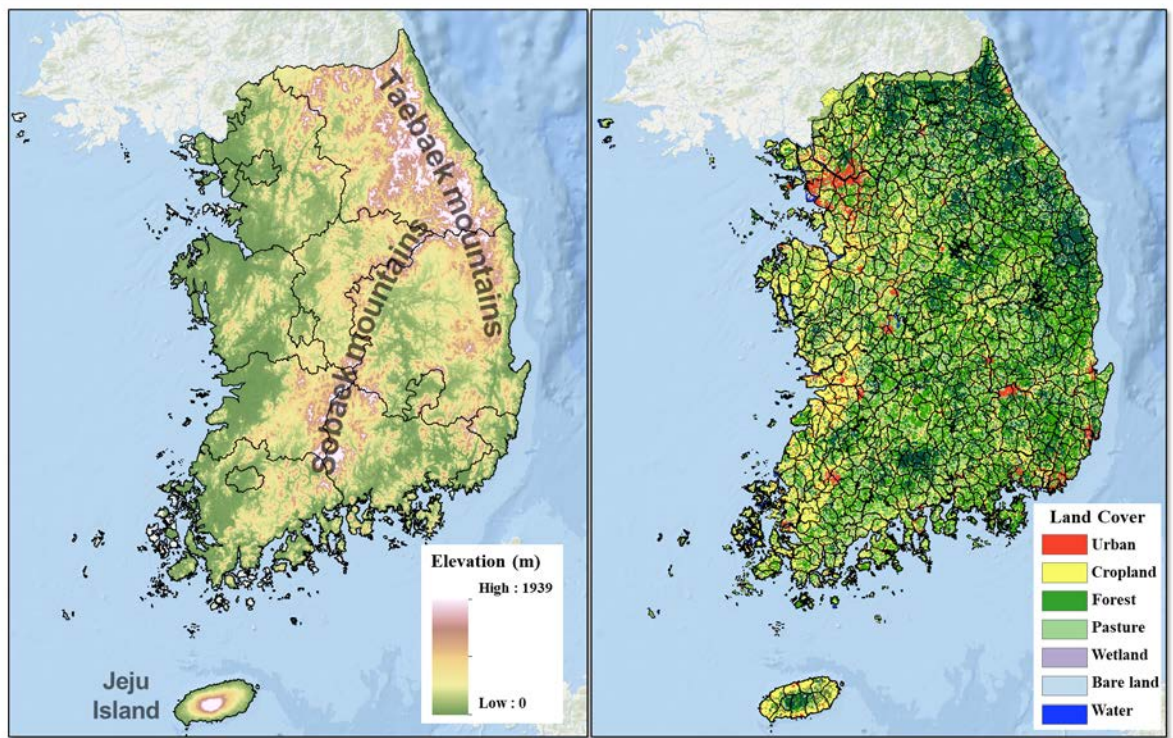 Taebaek mountains
Sobaek mountains
Elevation (m)
High : 1939
Low : 0
Jeju
Island
Land Cover
Urban
Cropland
Forest
Pasture
Wetland
Bare land
Water